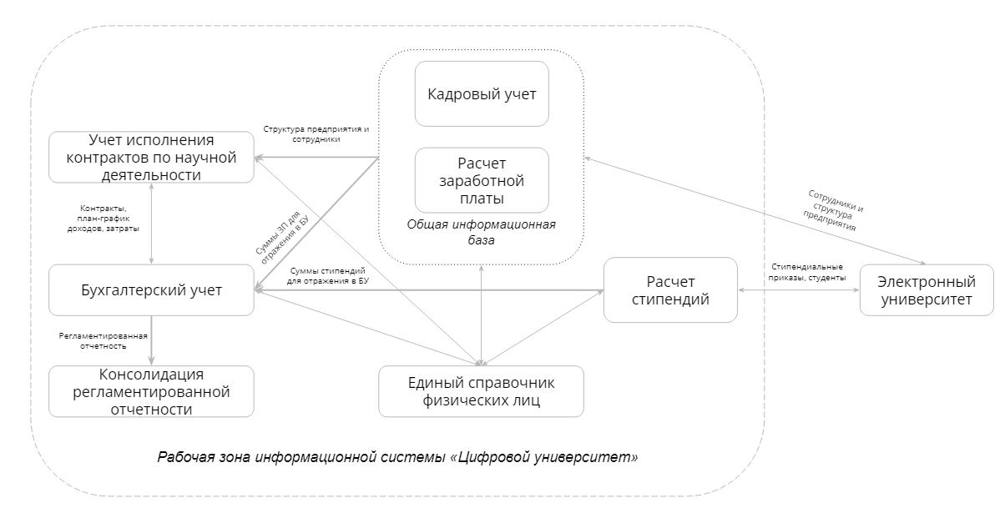 Кадровый учет
Структура предприятия и
сотрудники
Учет исполнения
контрактов по научной
деятельности
Расчет
заработной
платы
Общая информационная
база
Сотрудники и
структура
предприятия
Контракты,
план-график
доходов, затраты
Суммы ЗП для
отражения в БУ
Суммы стипендий
для отражения в БУ
Бухгалтерский учет
Расчет
стипендий
Стипендиальные
приказы, студенты
Электронный
университет
Регламентированная
отчетность
Консолидация
регламентированной
отчетности
Единый справочник
физических лиц
Рабочая зона информационной системы «Цифровой университет»